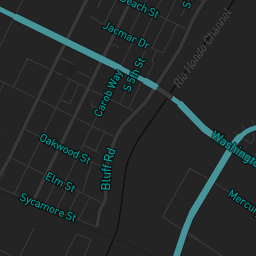 Beach St
S
Jacmar Dr
Rio Hondo Channel
S 5th St
Carob Way
Washington
Oakwood St
Bluff Rd
Elm St
Mercu
Sycamore St